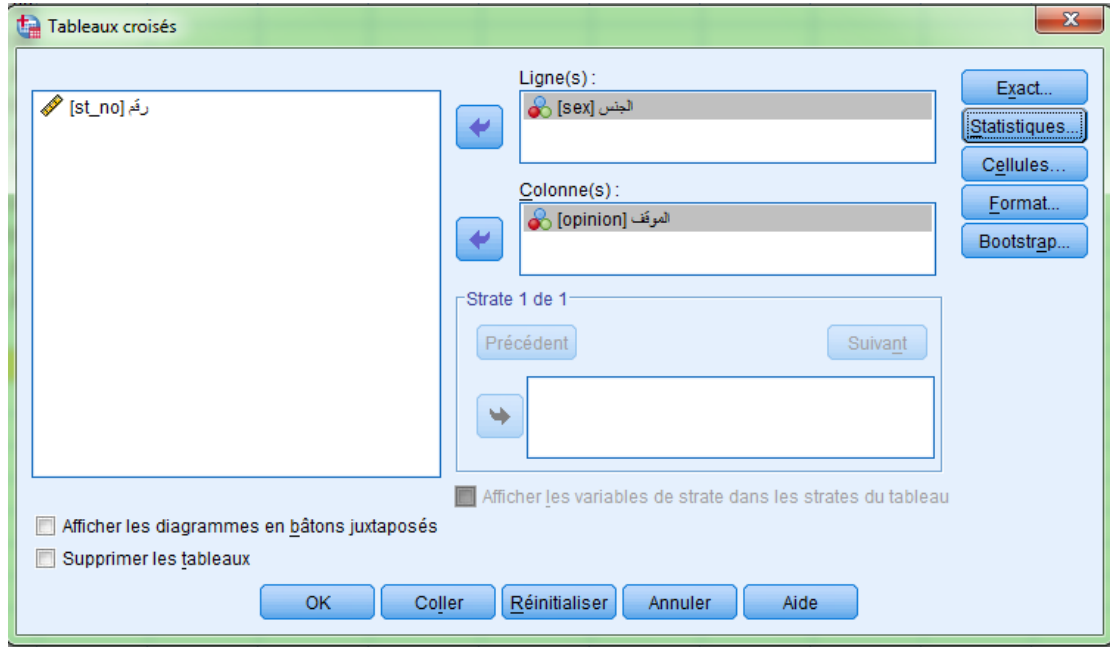 Tableaux croisés
رقم [st_no]
Ligne(s) :
الجنس [sex]
Colonne(s) :
الموقف [opinion]
Strate 1 de 1
Précédent
Suivant
Afficher les variables de strate dans les strates du tableau
Afficher les diagrammes en bâtons juxtaposés
Supprimer les tableaux
Exact...
Statistiques...
Cellules...
Format...
Bootstrap...
OK
Coller
Réinitialiser
Annuler
Aide